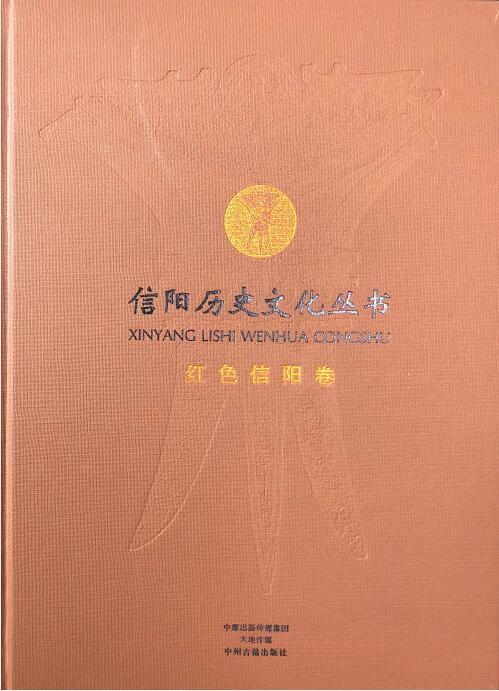 信阳历史文化丛书
XINYANG LISHI WENHUA CONGSHU
红色信阳卷
中原出版传媒集团
大地传媒
中州古籍出版社